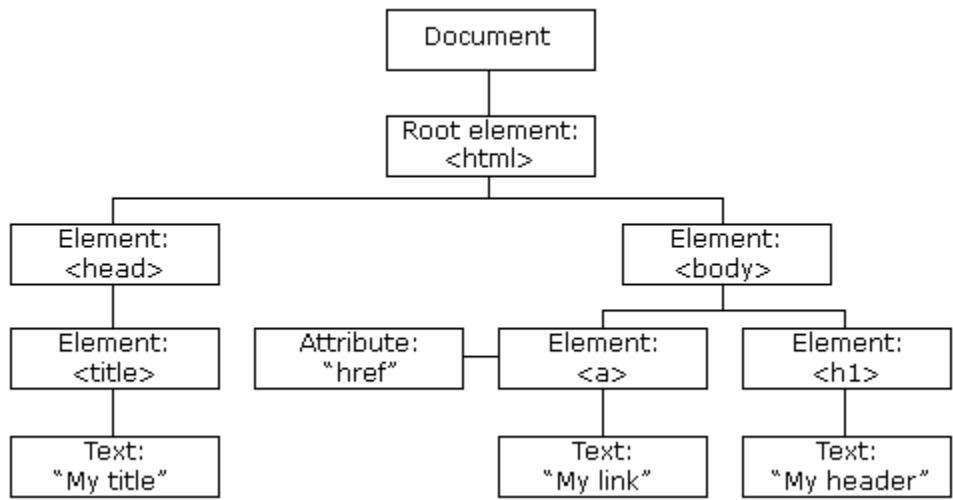 Document
Root element:
<html>
Element:
<head>
Element:
<body>
Element:
<title>
Attribute:
“href”
Element:
<a>
Element:
<h1>
Text:
“My title”
Text:
“My link”
Text:
“My header”